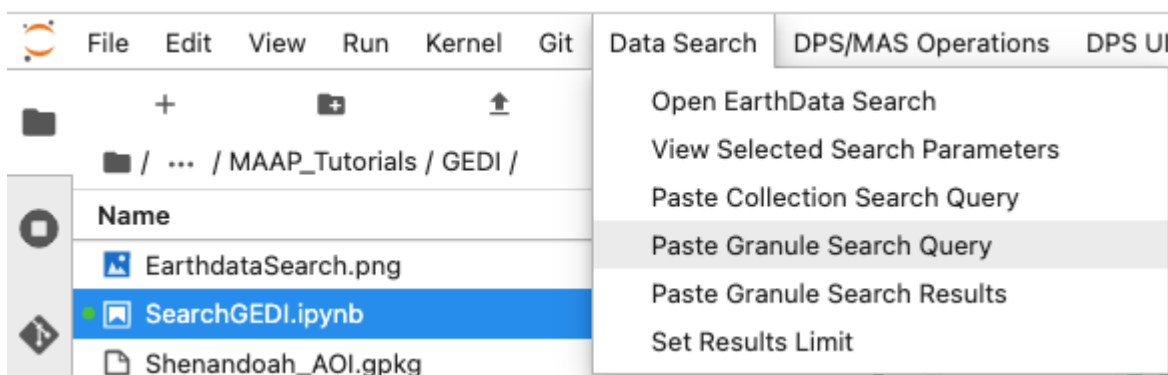 File Edit View Run Kernel Git Data Search DPS/MAS Operations DPS UI
/ ··· / MAAP_Tutorials / GEDI /
Name
EarthdataSearch.png
SearchGEDI.ipynb
Shenandoah_AOI.gpkg
Open EarthData Search
View Selected Search Parameters
Paste Collection Search Query
Paste Granule Search Query
Paste Granule Search Results
Set Results Limit